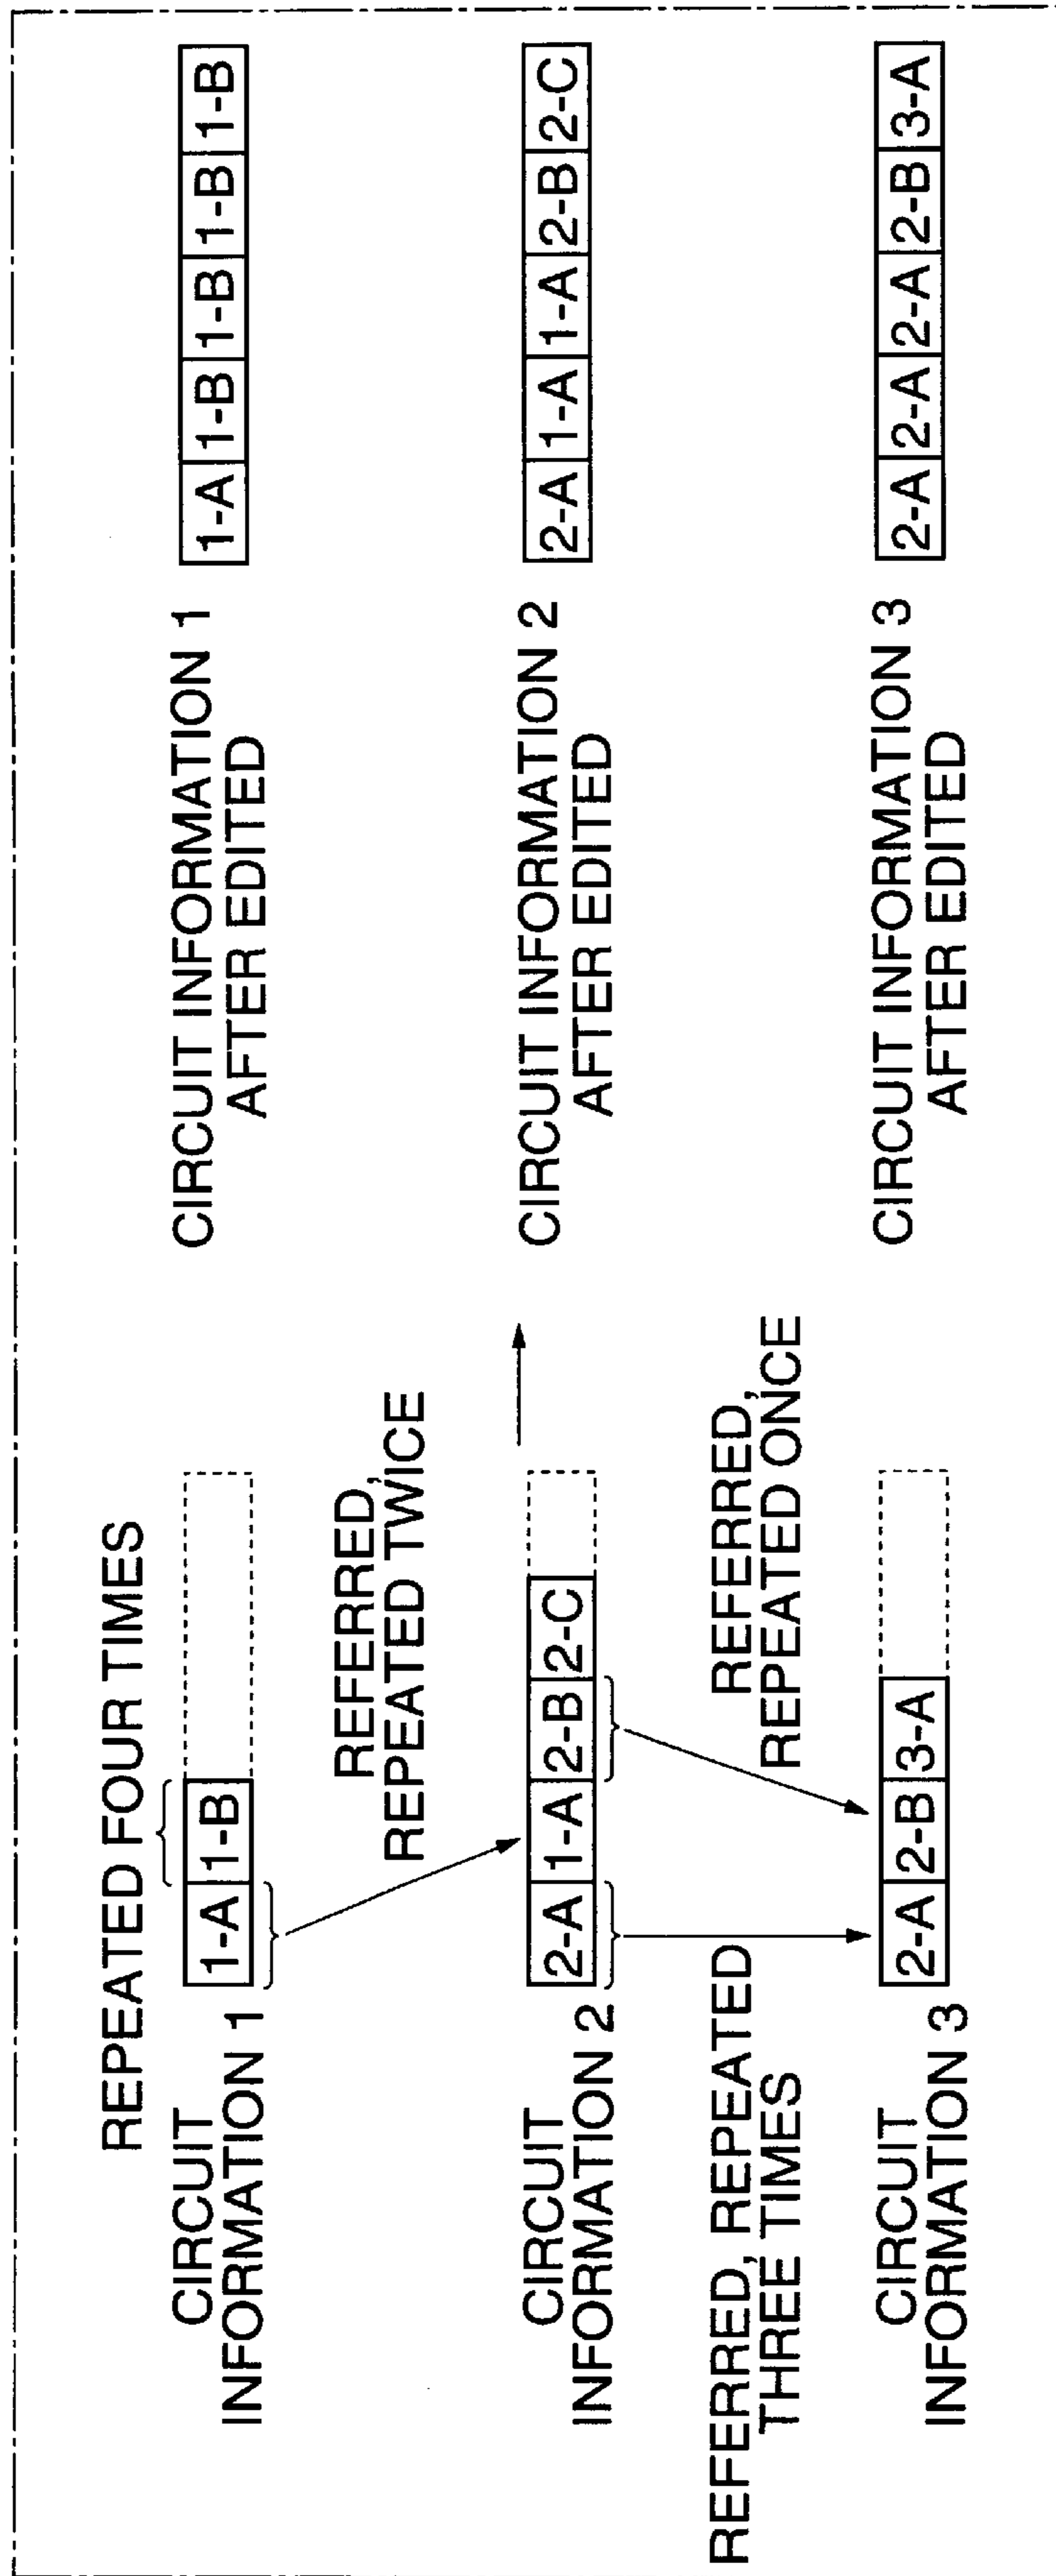 REPEATED FOUR TIMES
CIRCUIT
INFORMATION 1
1-A 1-B
REFERRED,
REPEATED TWICE
CIRCUIT
INFORMATION 2
2-A 1-A 2-B 2-C
REFERRED, REPEATED
THREE TIMES
REFERRED,
REPEATED ONCE
CIRCUIT
INFORMATION 3
2-A 2-B 3-A
CIRCUIT INFORMATION 1
AFTER EDITED
1-A 1-B 1-B 1-B 1-B
CIRCUIT INFORMATION 2
AFTER EDITED
2-A 1-A 1-A 2-B 2-C
CIRCUIT INFORMATION 3
AFTER EDITED
2-A 2-A 2-A 2-B 3-A